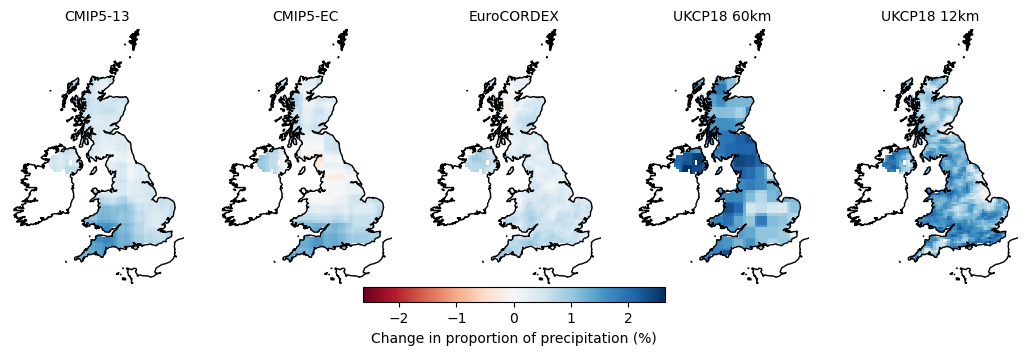 CMIP5-13 CMIP5-EC EuroCORDEX UKCP18 60km UKCP18 12km
−2 −1 0 1 2
Change in proportion of precipitation (%)